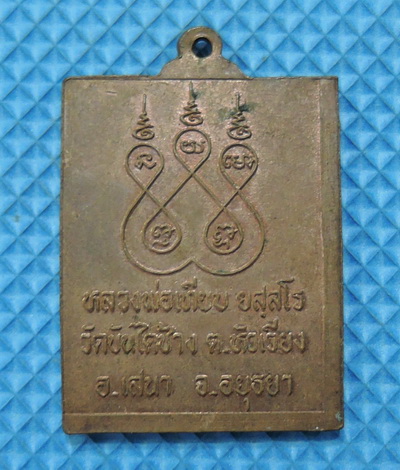 หลวงพ่อเทียบ ยสฺสโร
วัดบันไดช้าง ต.หัวเวียง
อ.เสนา จ.อยุธยา